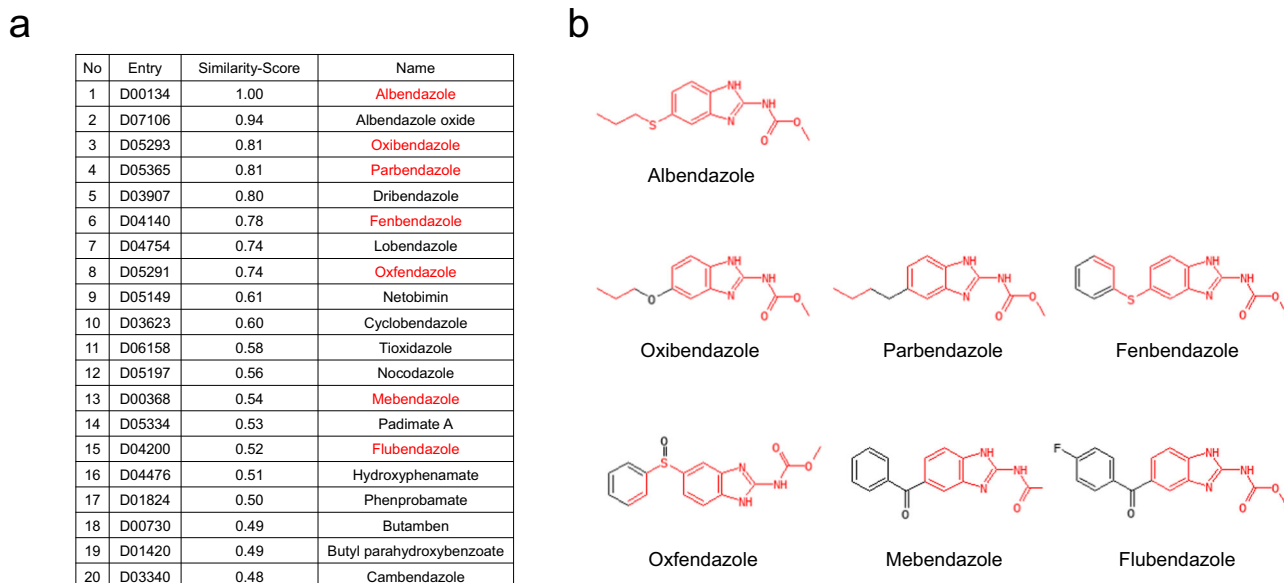 a
No Entry Similarity-Score Name
1 D00134 1.00 Albendazole
2 D07106 0.94 Albendazole oxide
3 D05293 0.81 Oxibendazole
4 D05365 0.81 Parbendazole
5 D03907 0.80 Dribendazole
6 D04140 0.78 Fenbendazole
7 D04754 0.74 Lobendazole
8 D05291 0.74 Oxfendazole
9 D05149 0.61 Netobimin
10 D03623 0.60 Cyclobendazole
11 D06158 0.58 Tioxidazole
12 D05197 0.56 Nocodazole
13 D00368 0.54 Mebendazole
14 D05334 0.53 Padimate A
15 D04200 0.52 Flubendazole
16 D04476 0.51 Hydroxyphenamate
17 D01824 0.50 Phenprobamate
18 D00730 0.49 Butamben
19 D01420 0.49 Butyl parahydroxybenzoate
20 D03340 0.48 Cambendazole
b
S NH N NH O O
Albendazole
O NH N NH O O
Oxibendazole
NH N NH O O
Parbendazole
S NH N NH O O
Fenbendazole
O S N NH NH O O
Oxfendazole
O NH N NH O
Mebendazole
F O NH N NH O O
Flubendazole